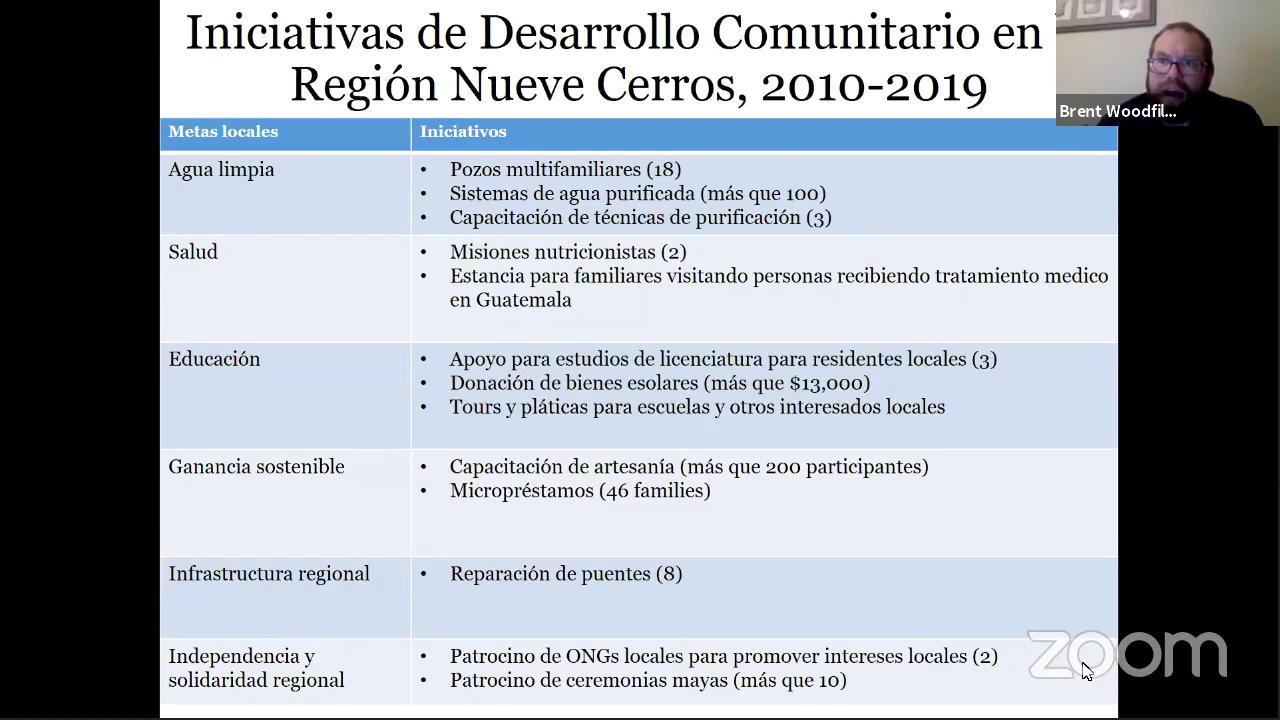 Iniciativas de Desarrollo Comunitario en
Región Nueve Cerros, 2010-2019
Brent Woodfil...
Metas locales
Iniciativos
Agua limpia
• Pozos multifamiliares (18)
• Sistemas de agua purificada (más que 100)
• Capacitación de técnicas de purificación (3)
Salud
• Misiones nutricionistas (2)
• Estancia para familiares visitando personas recibiendo tratamiento medico
en Guatemala
Educación
• Apoyo para estudios de licenciatura para residentes locales (3)
• Donación de bienes esolares (más que $13,000)
• Tours y pláticas para escuelas y otros interesados locales
Ganancia sostenible
• Capacitación de artesanía (más que 200 participantes)
• Micropréstamos (46 families)
Infrastructura regional
• Reparación de puentes (8)
Independencia y
solidaridad regional
• Patrocino de ONGs locales para promover intereses locales (2)
• Patrocino de ceremonias mayas (más que 10)
zoom